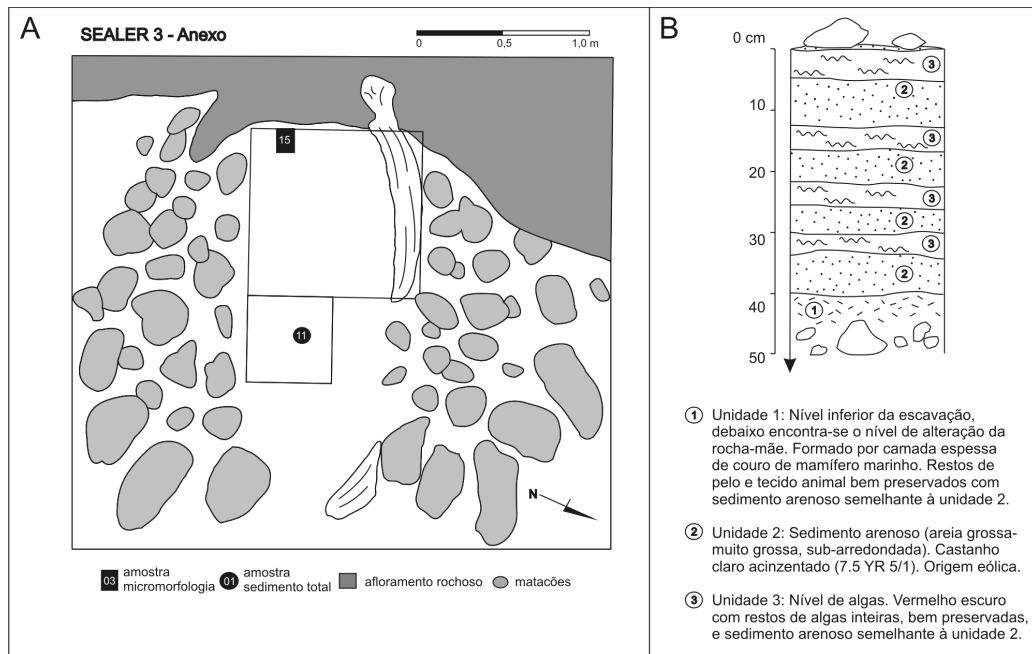 A
SEALER 3 - Anexo
0 0,5 1,0 m
15
11
N
03 amostra micromorfologia
01 amostra sedimento total
afloramento rochoso
matacões
B
0 cm
3
2
10
3
2
20
3
2
30
3
2
40
1
50
1 Unidade 1: Nível inferior da escavação,
debaixo encontra-se o nível de alteração da
rocha-mãe. Formado por camada espessa
de couro de mamífero marinho. Restos de
pelo e tecido animal bem preservados com
sedimento arenoso semelhante à unidade 2.
2 Unidade 2: Sedimento arenoso (areia grossa-
muito grossa, sub-arredondada). Castanho
claro acinzentado (7.5 YR 5/1). Origem eólica.
3 Unidade 3: Nível de algas. Vermelho escuro
com restos de algas inteiras, bem preservadas,
e sedimento arenoso semelhante à unidade 2.